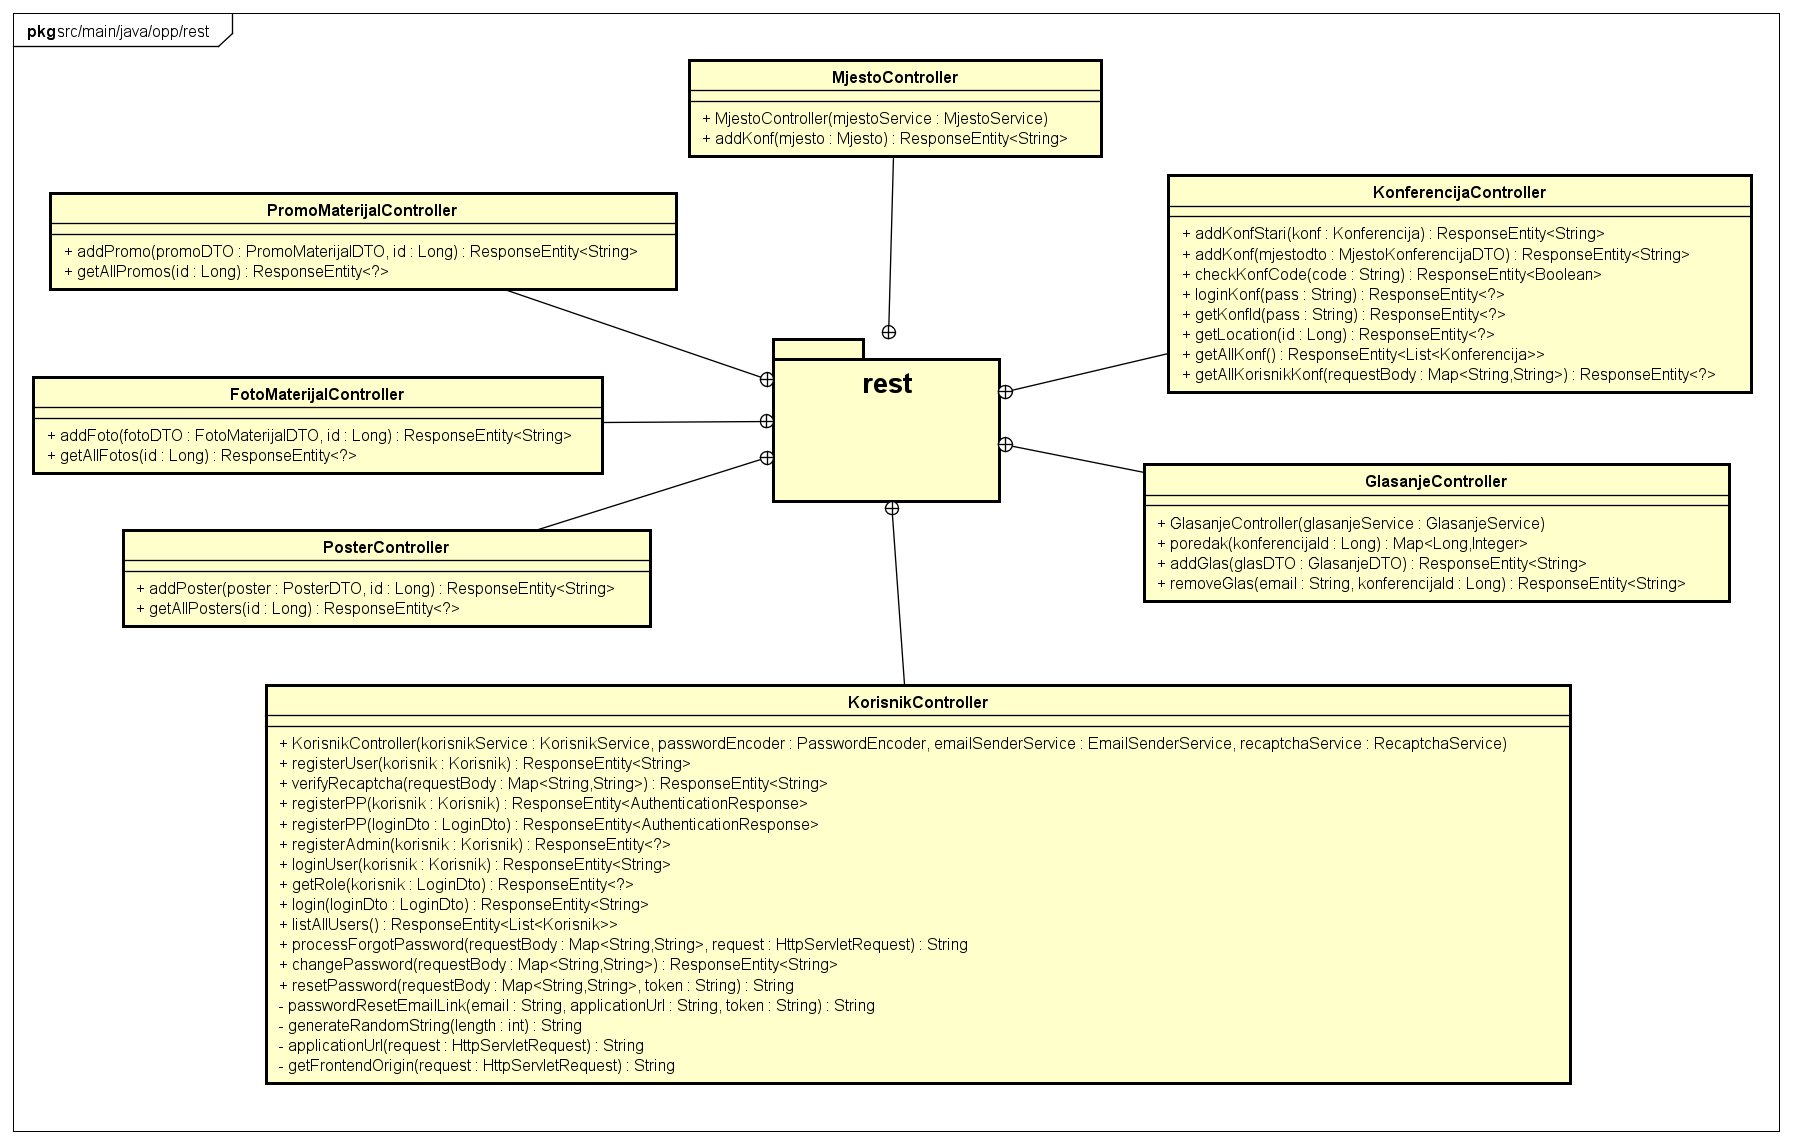 pkg src/main/java/opp/rest
MjestoController
+ MjestoController(mjestoService : MjestoService)
+ addKonf(mjesto : Mjesto) : ResponseEntity<String>
PromoMaterijalController
+ addPromo(promoDTO : PromoMaterijalDTO, id : Long) : ResponseEntity<String>
+ getAllPromos(id : Long) : ResponseEntity<?>
KonferencijaController
+ addKonfStari(konf : Konferencija) : ResponseEntity<String>
+ addKonf(mjestodto : MjestoKonferencijaDTO) : ResponseEntity<String>
+ checkKonfCode(code : String) : ResponseEntity<Boolean>
+ loginKonf(pass : String) : ResponseEntity<?>
+ getKonfId(pass : String) : ResponseEntity<?>
+ getLocation(id : Long) : ResponseEntity<?>
+ getAllKonf() : ResponseEntity<List<Konferencija>>
+ getAllKorisnikKonf(requestBody : Map<String,String>) : ResponseEntity<?>
rest
FotoMaterijalController
+ addFoto(fotoDTO : FotoMaterijalDTO, id : Long) : ResponseEntity<String>
+ getAllFotos(id : Long) : ResponseEntity<?>
GlasanjeController
+ GlasanjeController(glasanjeService : GlasanjeService)
+ poredak(konferencijaId : Long) : Map<Long,Integer>
+ addGlas(glasDTO : GlasanjeDTO) : ResponseEntity<String>
+ removeGlas(email : String, konferencijaId : Long) : ResponseEntity<String>
PosterController
+ addPoster(poster : PosterDTO, id : Long) : ResponseEntity<String>
+ getAllPosters(id : Long) : ResponseEntity<?>
KorisnikController
+ KorisnikController(korisnikService : KorisnikService, passwordEncoder : PasswordEncoder, emailSenderService : EmailSenderService, recaptchaService : RecaptchaService)
+ registerUser(korisnik : Korisnik) : ResponseEntity<String>
+ verifyRecaptcha(requestBody : Map<String,String>) : ResponseEntity<String>
+ registerPP(korisnik : Korisnik) : ResponseEntity<AuthenticationResponse>
+ registerPP(loginDto : LoginDto) : ResponseEntity<AuthenticationResponse>
+ registerAdmin(korisnik : Korisnik) : ResponseEntity<?>
+ loginUser(korisnik : Korisnik) : ResponseEntity<String>
+ getRole(korisnik : LoginDto) : ResponseEntity<?>
+ login(loginDto : LoginDto) : ResponseEntity<String>
+ listAllUsers() : ResponseEntity<List<Korisnik>>
+ processForgotPassword(requestBody : Map<String,String>, request : HttpServletRequest) : String
+ changePassword(requestBody : Map<String,String>) : ResponseEntity<String>
+ resetPassword(requestBody : Map<String,String>, token : String) : String
- passwordResetEmailLink(email : String, applicationUrl : String, token : String) : String
- generateRandomString(length : int) : String
- applicationUrl(request : HttpServletRequest) : String
- getFrontendOrigin(request : HttpServletRequest) : String